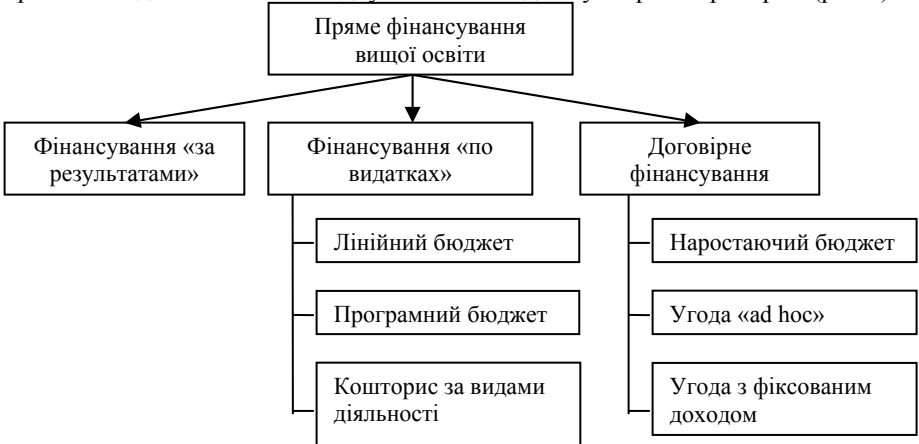 Пряме фінансування
вищої освіти
Фінансування «за
результатами»
Фінансування «по
видатках»
Договірне
фінансування
Лінійний бюджет
Наростаючий бюджет
Програмний бюджет
Угода «ad hoc»
Кошторис за видами
діяльності
Угода з фіксованим
доходом